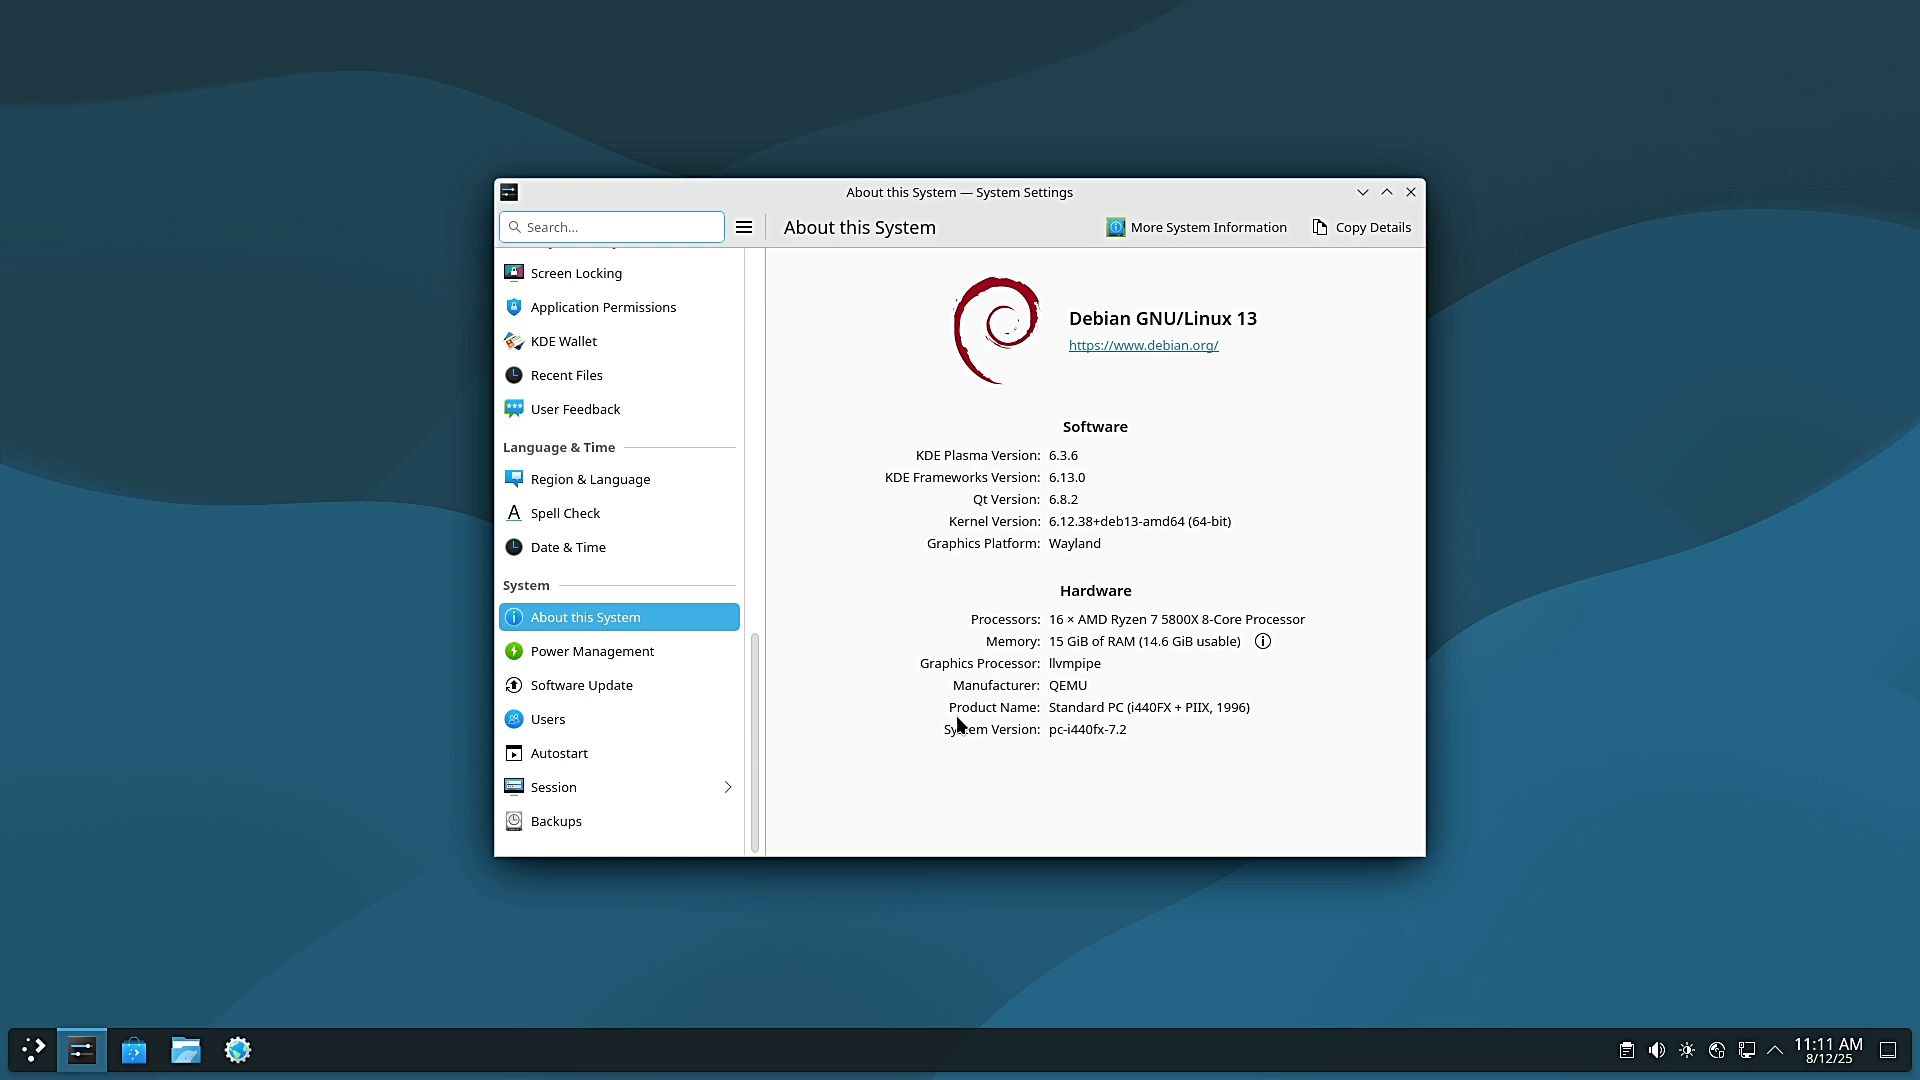 About this System — System Settings
Search...
About this System
More System Information
Copy Details
Screen Locking
Application Permissions
KDE Wallet
Recent Files
User Feedback
Language & Time
Region & Language
Spell Check
Date & Time
System
About this System
Power Management
Software Update
Users
Autostart
Session
Backups
Debian GNU/Linux 13
https://www.debian.org/
Software
KDE Plasma Version: 6.3.6
KDE Frameworks Version: 6.13.0
Qt Version: 6.8.2
Kernel Version: 6.12.38+deb13-amd64 (64-bit)
Graphics Platform: Wayland
Hardware
Processors: 16 × AMD Ryzen 7 5800X 8-Core Processor
Memory: 15 GiB of RAM (14.6 GiB usable)
Graphics Processor: llvmpipe
Manufacturer: QEMU
Product Name: Standard PC (i440FX + PIIX, 1996)
System Version: pc-i440fx-7.2
11:11 AM
8/12/25